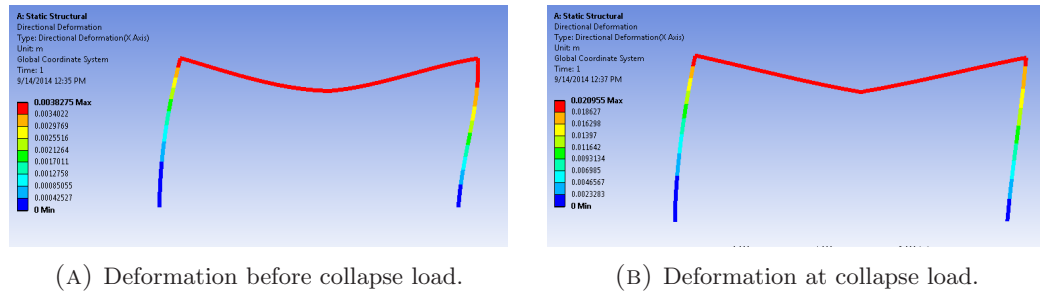 A: Static Structural
Directional Deformation
Type: Directional Deformation(X Axis)
Unit: m
Global Coordinate System
Time: 1
9/14/2014 12:35 PM
0.0038275 Max
0.0034022
0.0029769
0.0025516
0.0021264
0.0017011
0.0012758
0.00085055
0.00042527
0 Min
(A) Deformation before collapse load.
A: Static Structural
Directional Deformation
Type: Directional Deformation(X Axis)
Unit: m
Global Coordinate System
Time: 1
9/14/2014 12:37 PM
0.020955 Max
0.018627
0.016298
0.01397
0.011642
0.0093134
0.006985
0.0046567
0.0023283
0 Min
(B) Deformation at collapse load.